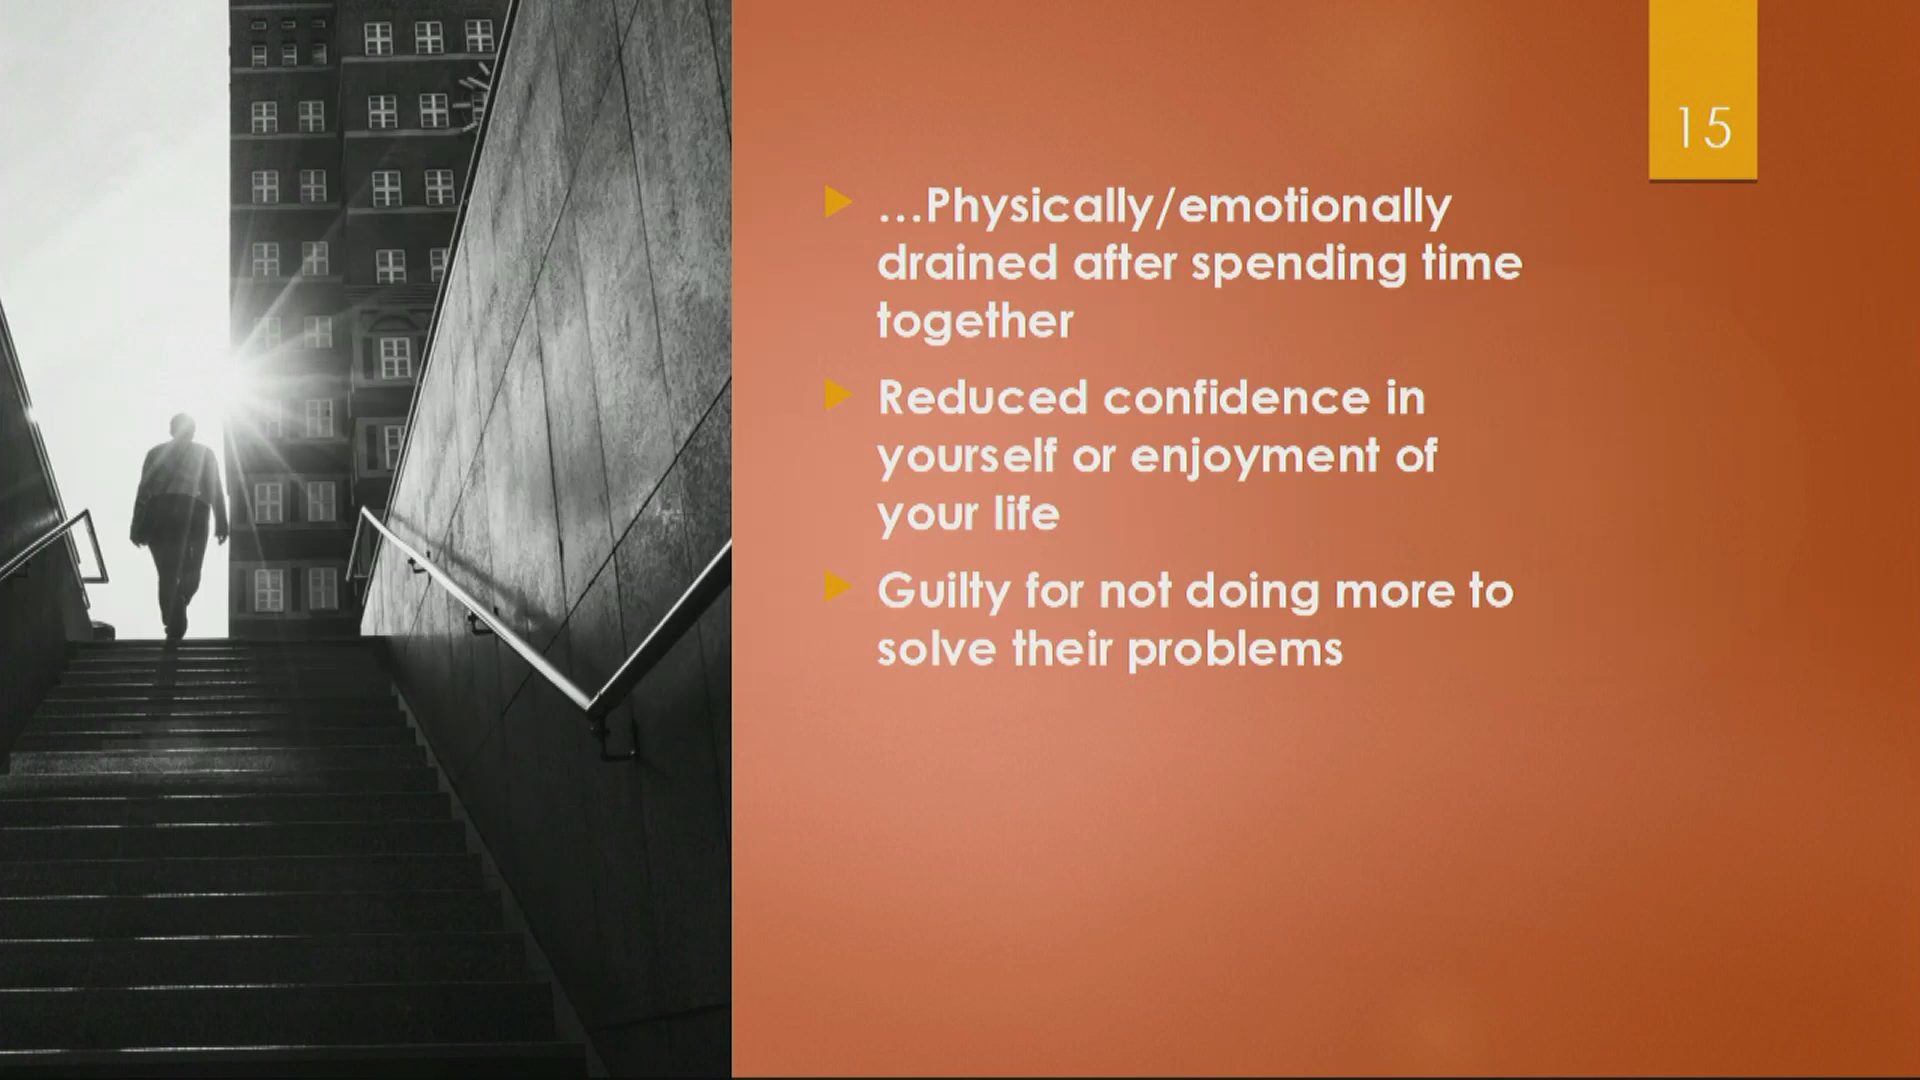 15
…Physically/emotionally
drained after spending time
together
Reduced confidence in
yourself or enjoyment of
your life
Guilty for not doing more to
solve their problems